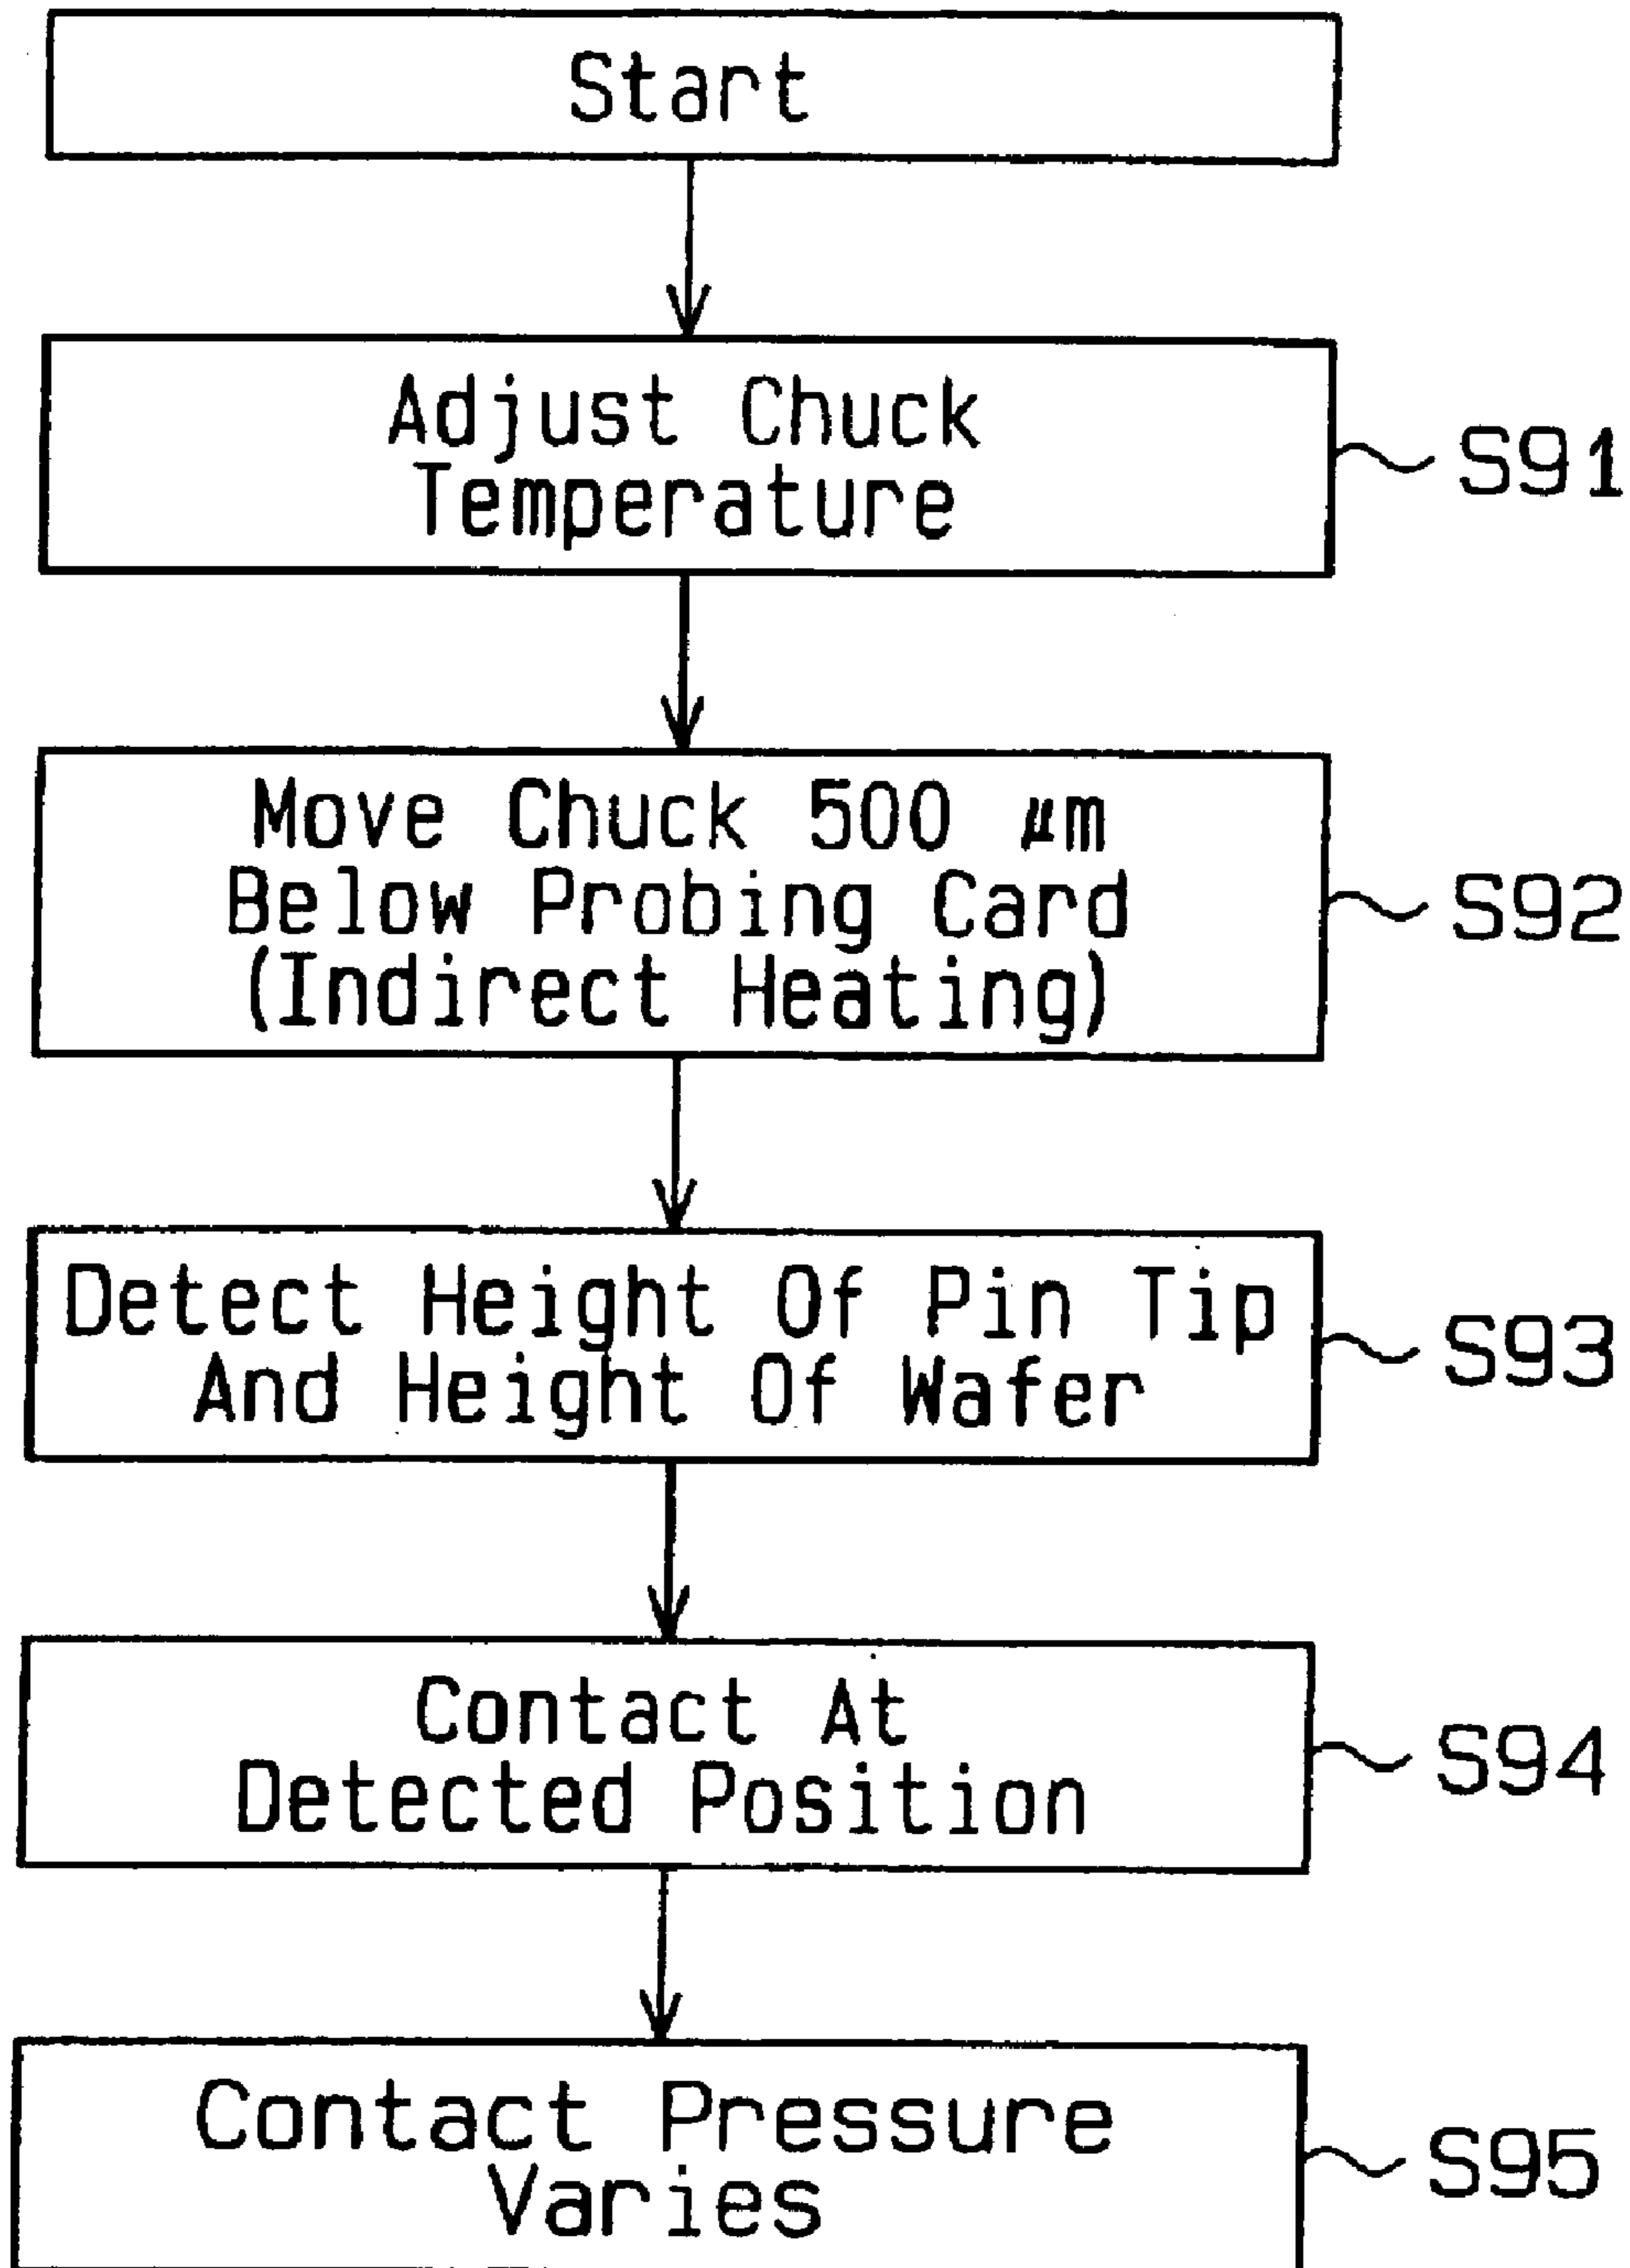 Start
Adjust Chuck
Temperature
S91
Move Chuck 500 μm
Below Probing Card
(Indirect Heating)
S92
Detect Height Of Pin Tip
And Height Of Wafer
S93
Contact At
Detected Position
S94
Contact Pressure
Varies
S95